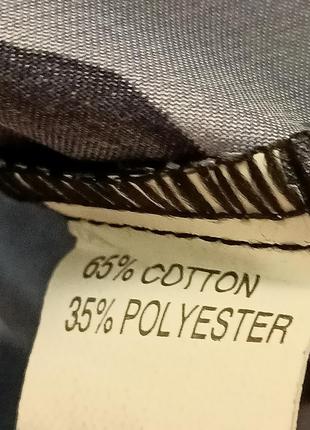 65% COTTON
35% POLYESTER